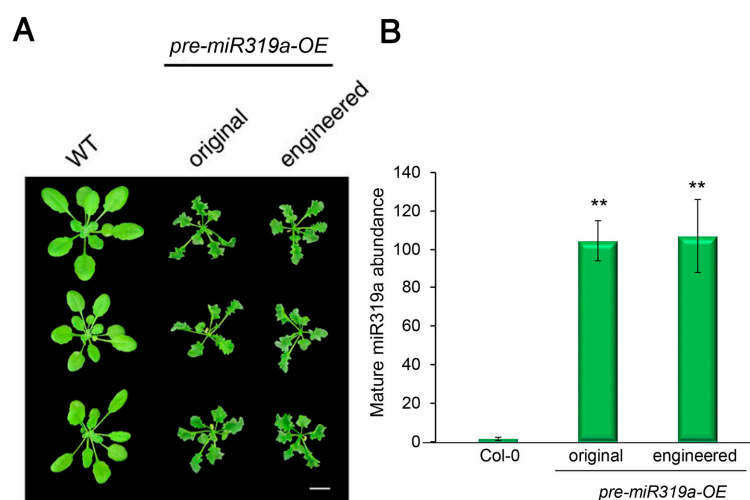 A
pre-miR319a-OE
WT
original
engineered
B
Mature miR319a abundance
140
120
100
80
60
40
20
0
**
**
Col-0
original
engineered
pre-miR319a-OE